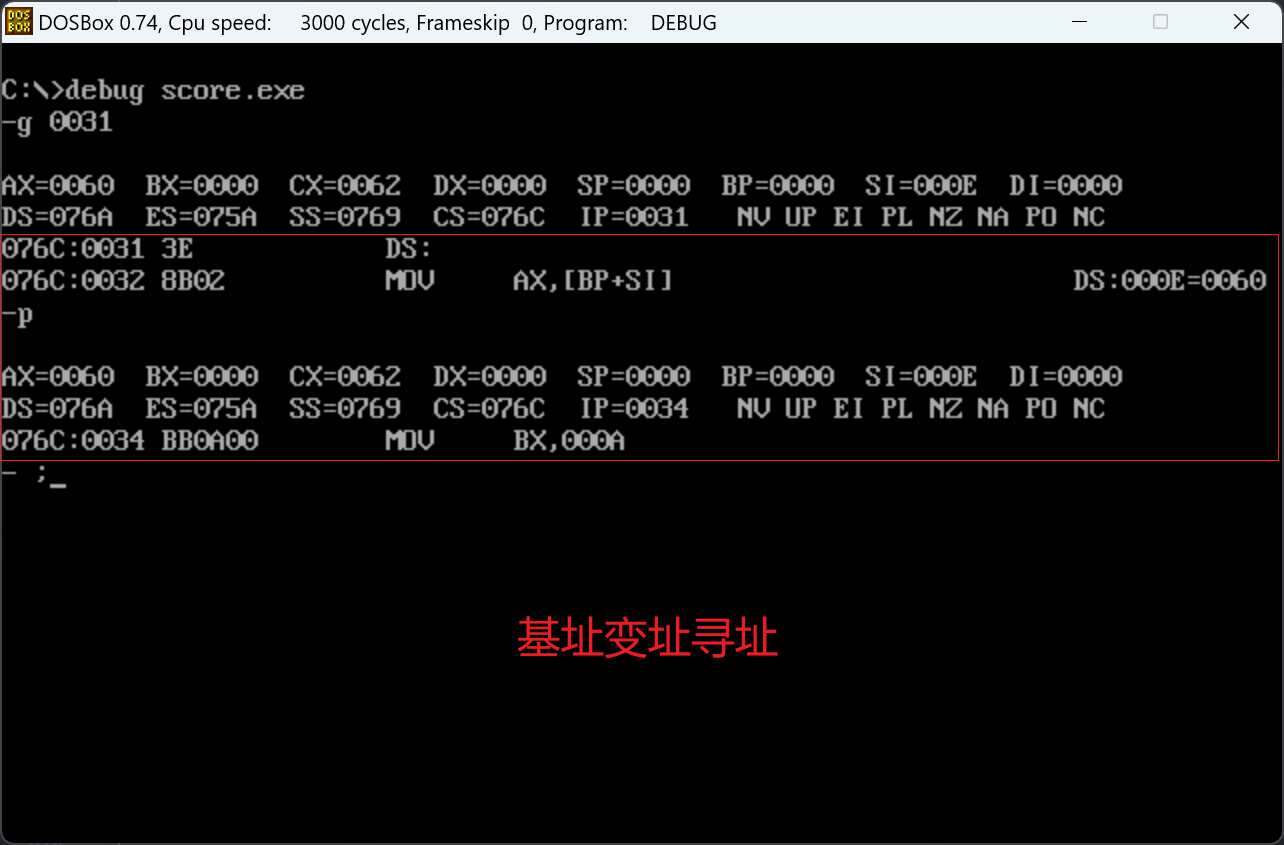 DOS BOX DOSBox 0.74, Cpu speed: 3000 cycles, Frameskip 0, Program: DEBUG
C:\>debug score.exe
-g 0031
AX=0060 BX=0000 CX=0062 DX=0000 SP=0000 BP=0000 SI=000E DI=0000
DS=076A ES=075A SS=0769 CS=076C IP=0031 NV UP EI PL NZ NA PO NC
076C:0031 3E DS:
076C:0032 8B02 MOV AX,[BP+SI] DS:000E=0060
-p
AX=0060 BX=0000 CX=0062 DX=0000 SP=0000 BP=0000 SI=000E DI=0000
DS=076A ES=075A SS=0769 CS=076C IP=0034 NV UP EI PL NZ NA PO NC
076C:0034 BB0A00 MOV BX,000A
- ;_
基址变址寻址